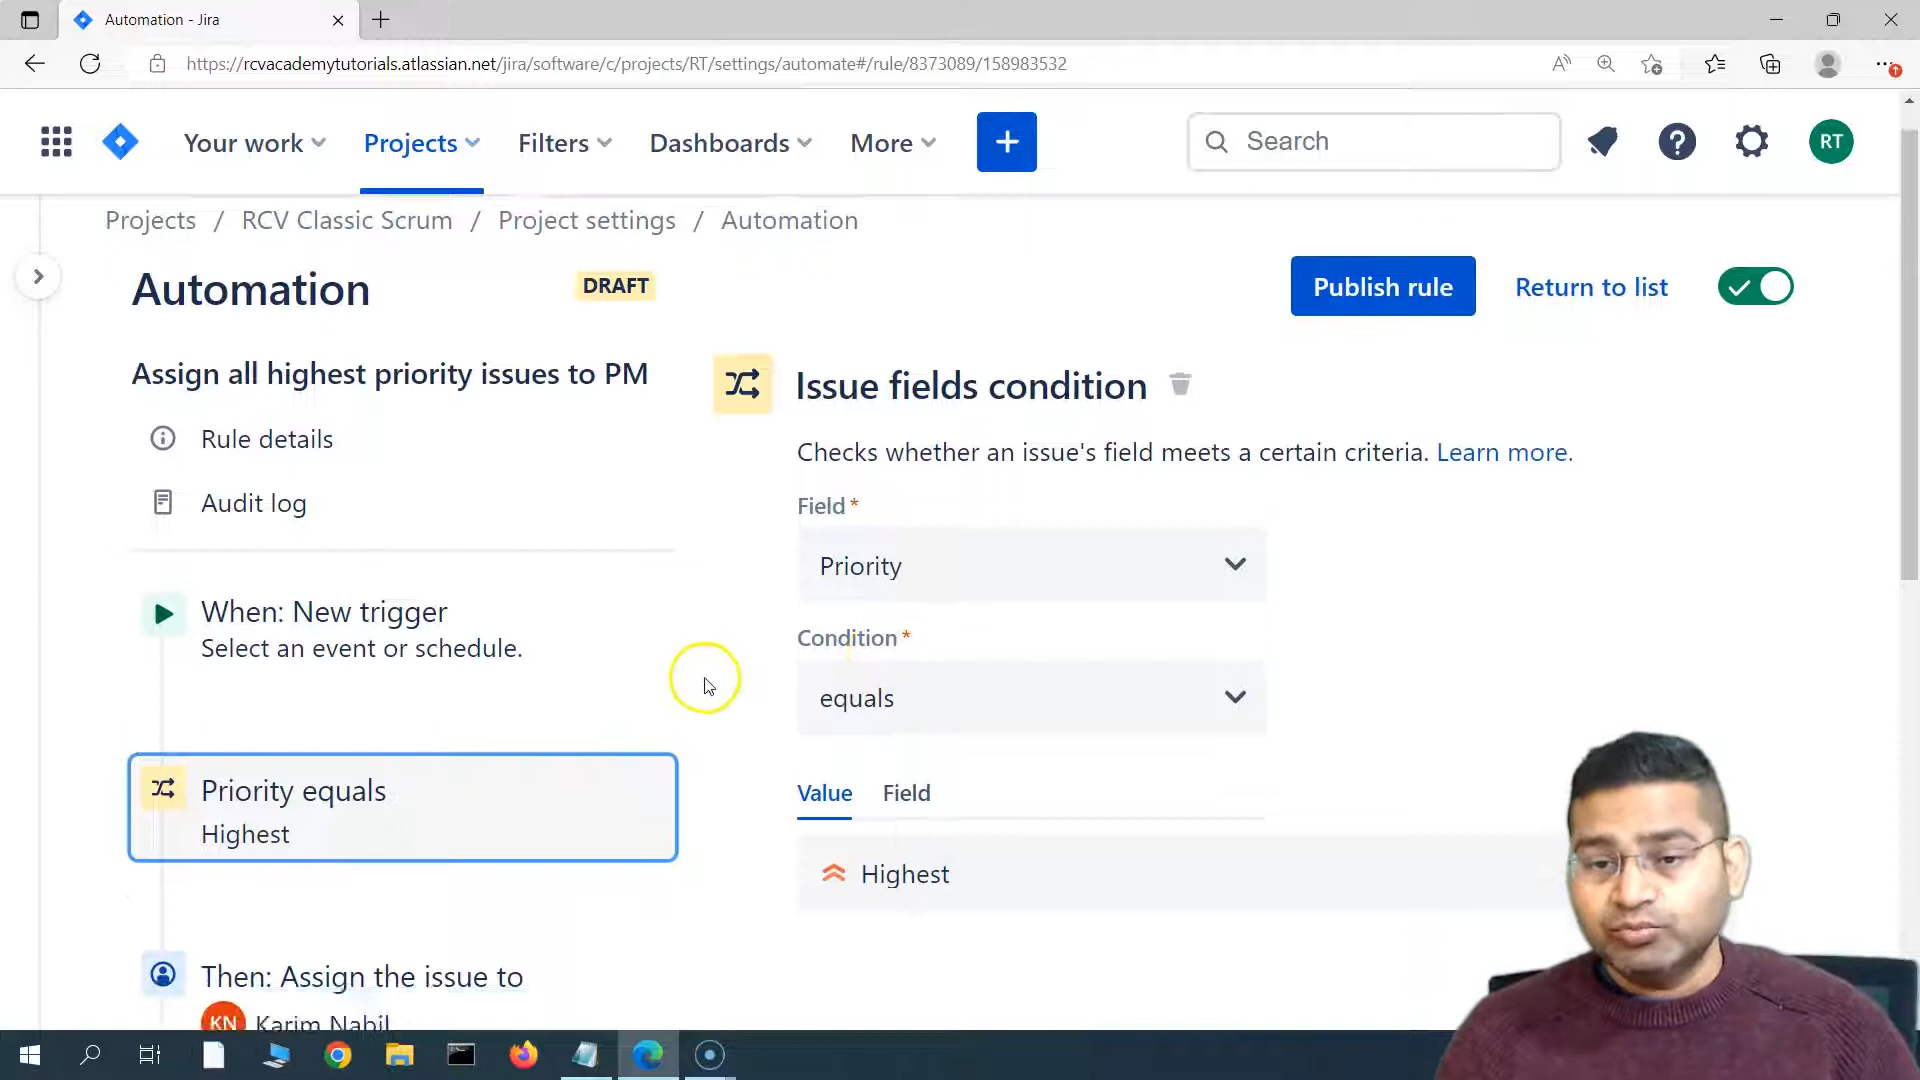 Automation - Jira
https://rcvacademytutorials.atlassian.net/jira/software/c/projects/RT/settings/automate#/rule/8373089/158983532
Your work
Projects
Filters
Dashboards
More
Search
RT
Projects / RCV Classic Scrum / Project settings / Automation
Automation
DRAFT
Publish rule
Return to list
Assign all highest priority issues to PM
Rule details
Audit log
When: New trigger
Select an event or schedule.
Priority equals
Highest
Then: Assign the issue to
KN Karim Nabil
Issue fields condition
Checks whether an issue's field meets a certain criteria. Learn more.
Field *
Priority
Condition *
equals
Value
Field
Highest